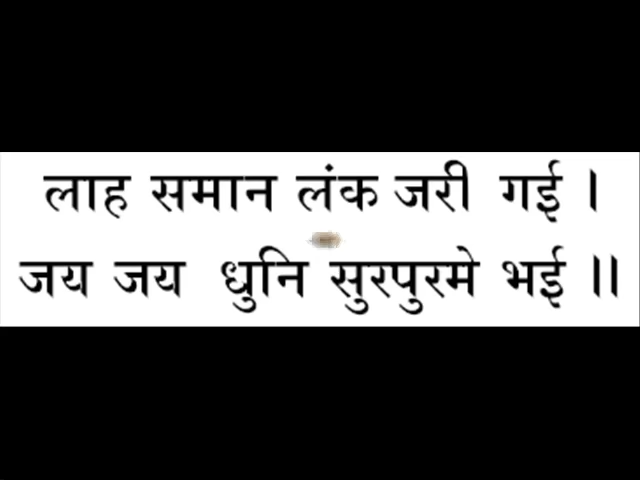 लाह समान लंक जरी गई ।
जय जय धुनि सुरपुरमे भई ।।